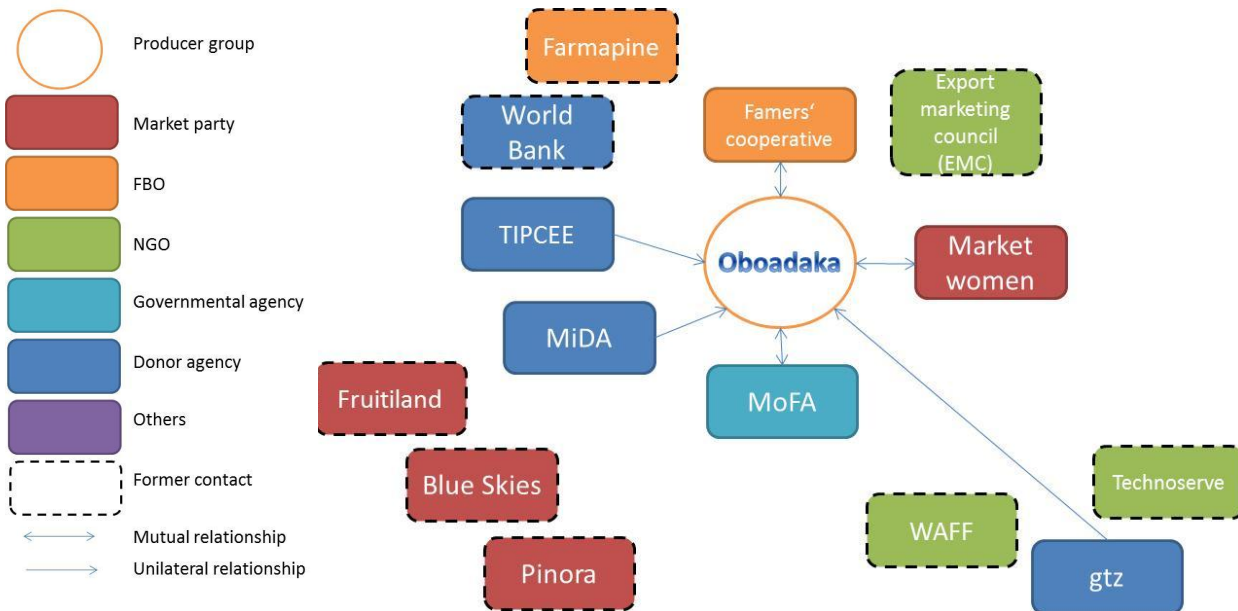 Producer group
Market party
FBO
NGO
Governmental agency
Donor agency
Others
Former contact
Mutual relationship
Unilateral relationship
Farmapine
World
Bank
Famers‘
cooperative
Export
marketing
council
(EMC)
TIPCEE
Oboadaka
Market
women
MiDA
MoFA
Fruitiland
Blue Skies
Pinora
Technoserve
WAFF
gtz